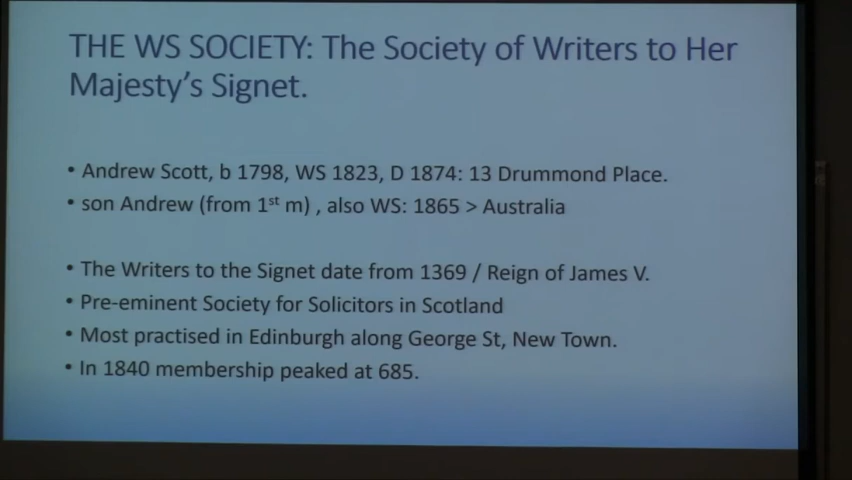 THE WS SOCIETY: The Society of Writers to Her
Majesty's Signet.
• Andrew Scott, b 1798, WS 1823, D 1874: 13 Drummond Place.
• son Andrew (from 1st m) , also WS: 1865 > Australia
• The Writers to the Signet date from 1369 / Reign of James V.
• Pre-eminent Society for Solicitors in Scotland
• Most practised in Edinburgh along George St, New Town.
• In 1840 membership peaked at 685.